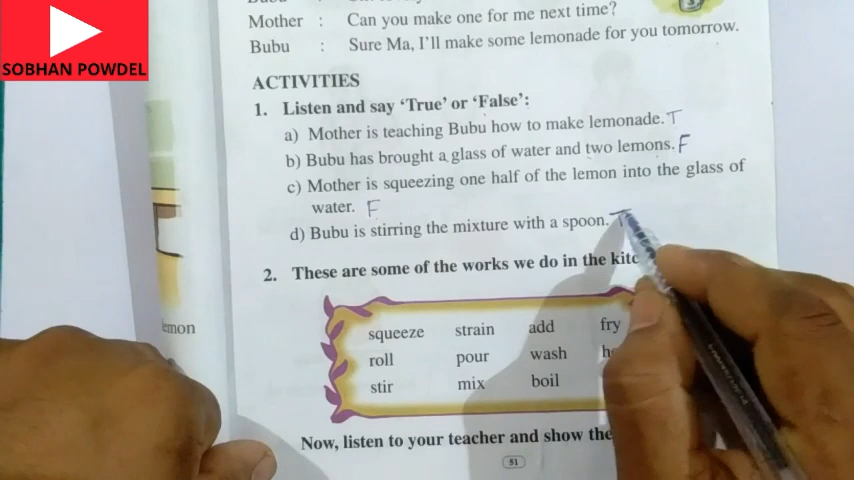 SOBHAN POWDEL
Mother : Can you make one for me next time?
Bubu : Sure Ma, I'll make some lemonade for you tomorrow.
ACTIVITIES
1. Listen and say 'True' or 'False':
a) Mother is teaching Bubu how to make lemonade. T
b) Bubu has brought a glass of water and two lemons. F
c) Mother is squeezing one half of the lemon into the glass of
water. F
d) Bubu is stirring the mixture with a spoon. T
2. These are some of the works we do in the kitc
squeeze strain add fry
roll pour wash
stir mix boil
emon
Now, listen to your teacher and show the
51